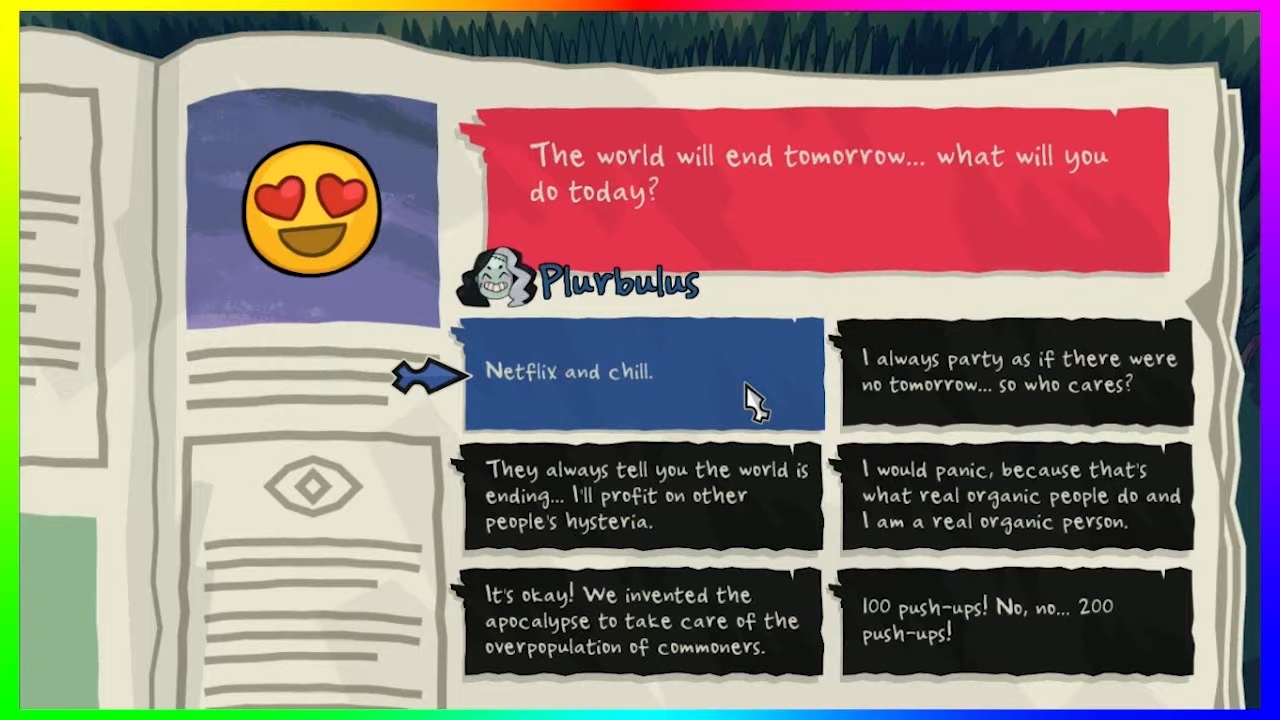 The world will end tomorrow... what will you
do today?
Plurbulus
Netflix and chill.
I always party as if there were
no tomorrow... so who cares?
They always tell you the world is
ending... I'll profit on other
people's hysteria.
I would panic, because that's
what real organic people do and
I am a real organic person.
It's okay! We invented the
apocalypse to take care of the
overpopulation of commoners.
100 push-ups! No, no... 200
push-ups!